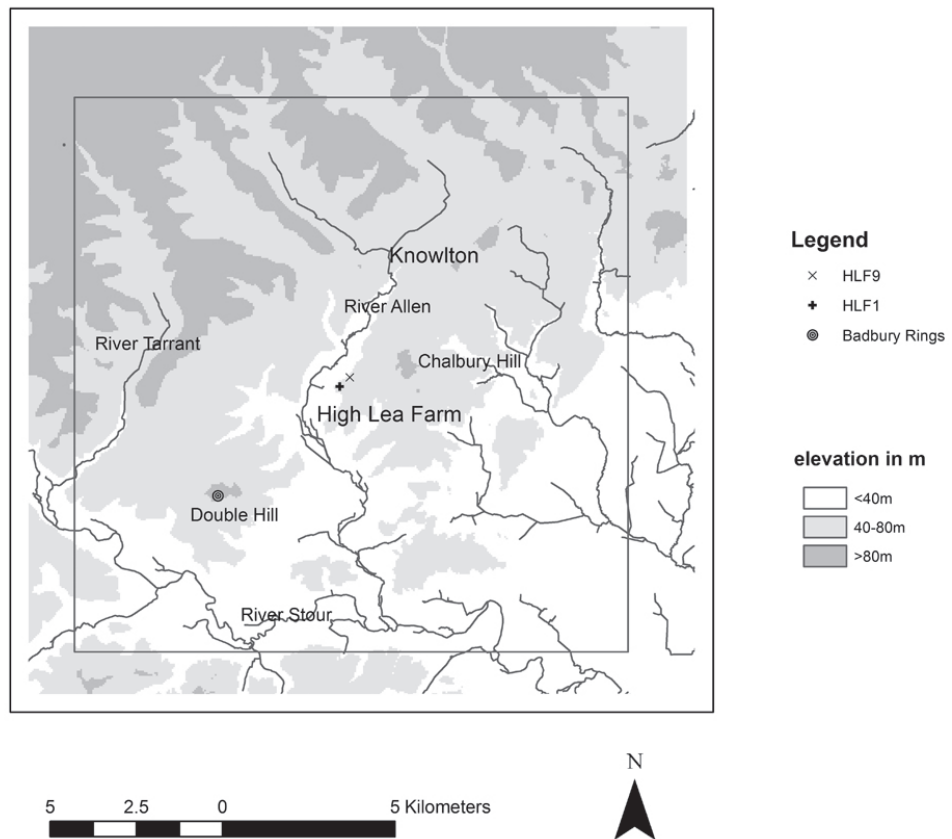 Knowlton
River Allen
River Tarrant
Chalbury Hill
High Lea Farm
Double Hill
River Stour
Legend
HLF9
HLF1
Badbury Rings
elevation in m
<40m
40-80m
>80m
5 2.5 0 5 Kilometers
N